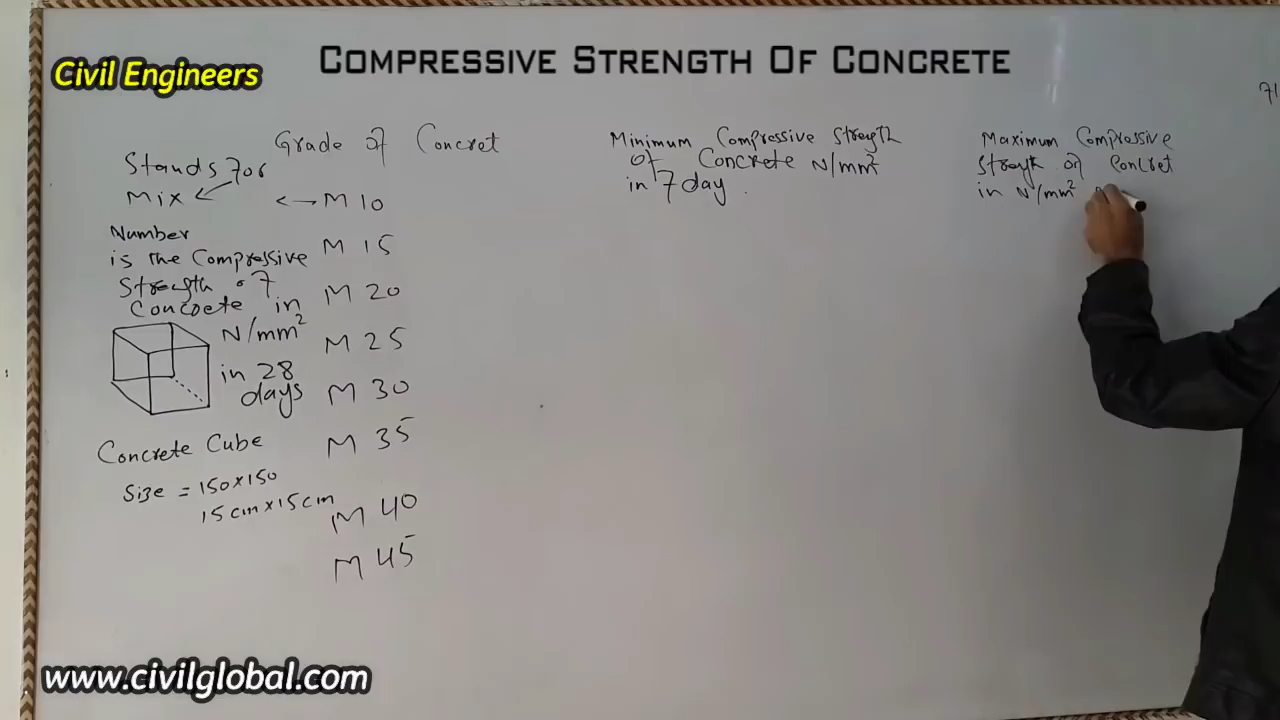 COMPRESSIVE STRENGTH OF CONCRETE
Civil Engineers
71
Grade of Concret
Stands For
Mix
M 10
Number
is the Compressive
Strength of
Concrete in
N/mm²
in 28
days
M 15
M 20
M 25
M 30
M 35
M 40
M 45
Concrete Cube
Size = 150x150
15cm x 15cm
Minimum Compressive Strength
of Concrete N/mm²
in 7 day.
Maximum Compressive
Strength of Concret
in N/mm²
www.civilglobal.com